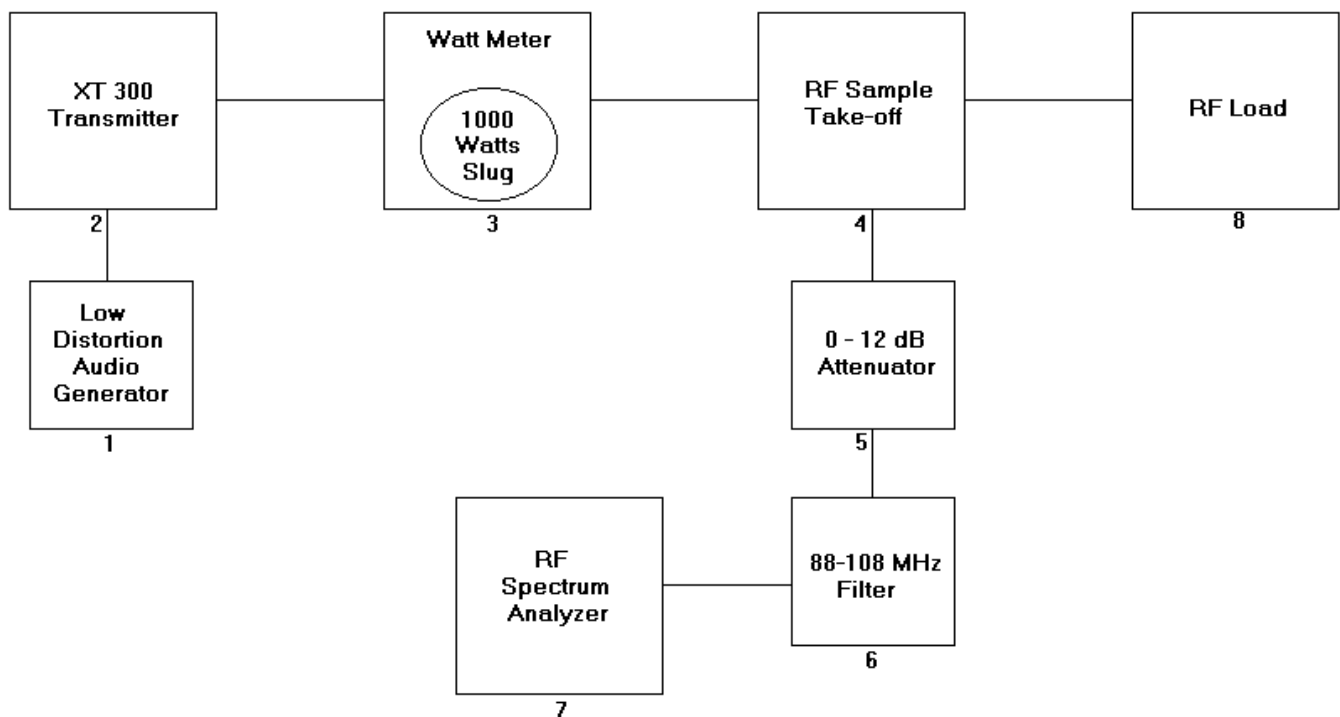 XT 300
Transmitter
2
Watt Meter
1000
Watts
Slug
3
RF Sample
Take-off
4
RF Load
8
Low
Distortion
Audio
Generator
1
0 - 12 dB
Attenuator
5
RF
Spectrum
Analyzer
7
88-108 MHz
Filter
6